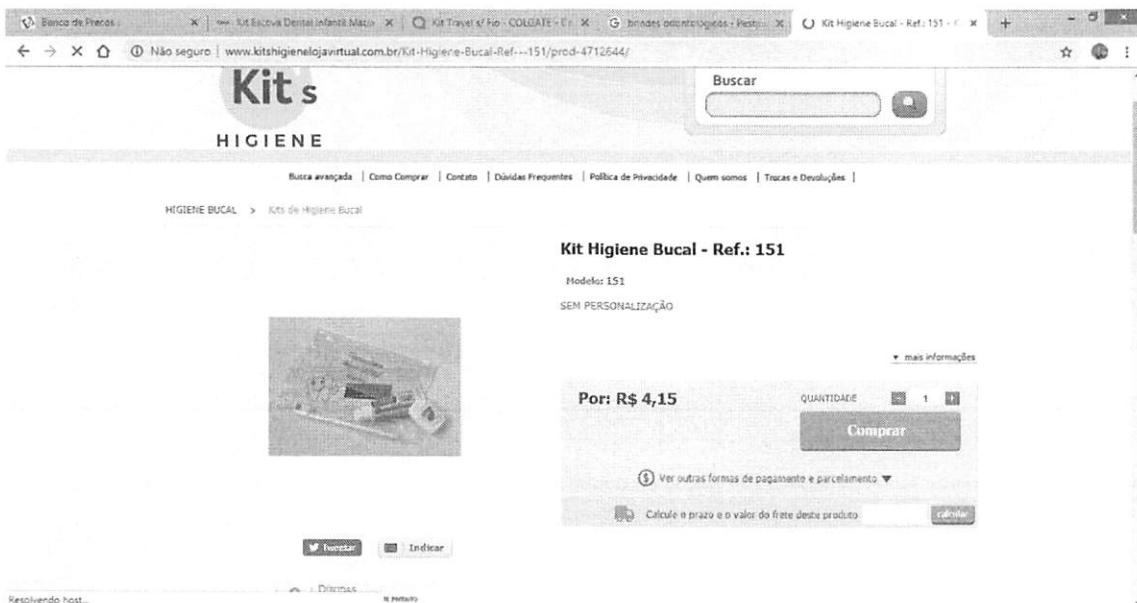 Banco de Preços
Kit Escova Dental Infantil
Kit Travel s/ Fio - COLGATE -
brindes odontológicos - Pesqu
Kit Higiene Bucal - Ref.: 151 -
Não seguro | www.kitshigienelojavirtual.com.br/Kit-Higiene-Bucal-Ref---151/prod-4712644/
Kit s
HIGIENE
Buscar
Busca avançada | Como Comprar | Contato | Dúvidas Frequentes | Política de Privacidade | Quem somos | Trocas e Devoluções |
HIGIENE BUCAL > Kits de Higiene Bucal
Kit Higiene Bucal - Ref.: 151
Modelo: 151
SEM PERSONALIZAÇÃO
mais informações
Por: R$ 4,15
QUANTIDADE - 1 +
Comprar
Ver outras formas de pagamento e parcelamento
Calcule o prazo e o valor do frete deste produto calcular
Tweetar Indicar
Resolvendo host...